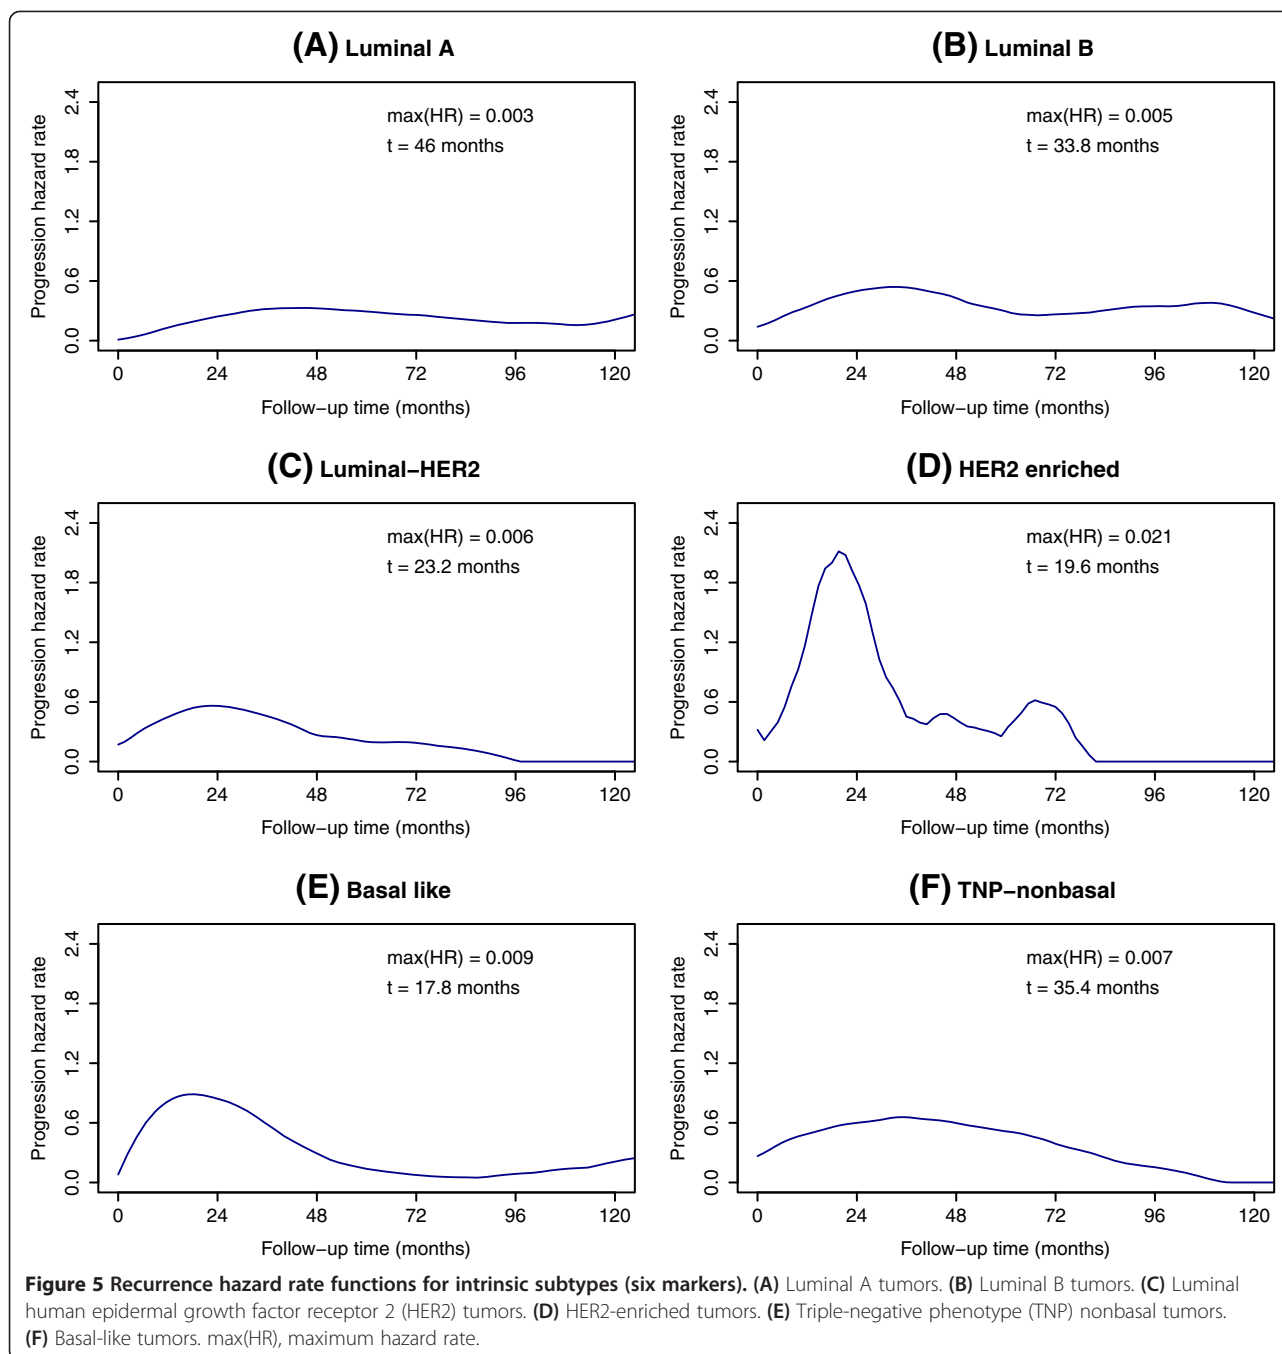 (A) Luminal A
Progression hazard rate
0.0 0.6 1.2 1.8 2.4
max(HR) = 0.003
t = 46 months
0 24 48 72 96 120
Follow−up time (months)
(B) Luminal B
Progression hazard rate
0.0 0.6 1.2 1.8 2.4
max(HR) = 0.005
t = 33.8 months
0 24 48 72 96 120
Follow−up time (months)
(C) Luminal−HER2
Progression hazard rate
0.0 0.6 1.2 1.8 2.4
max(HR) = 0.006
t = 23.2 months
0 24 48 72 96 120
Follow−up time (months)
(D) HER2 enriched
Progression hazard rate
0.0 0.6 1.2 1.8 2.4
max(HR) = 0.021
t = 19.6 months
0 24 48 72 96 120
Follow−up time (months)
(E) Basal like
Progression hazard rate
0.0 0.6 1.2 1.8 2.4
max(HR) = 0.009
t = 17.8 months
0 24 48 72 96 120
Follow−up time (months)
(F) TNP−nonbasal
Progression hazard rate
0.0 0.6 1.2 1.8 2.4
max(HR) = 0.007
t = 35.4 months
0 24 48 72 96 120
Follow−up time (months)
Figure 5 Recurrence hazard rate functions for intrinsic subtypes (six markers). (A) Luminal A tumors. (B) Luminal B tumors. (C) Luminal
human epidermal growth factor receptor 2 (HER2) tumors. (D) HER2-enriched tumors. (E) Triple-negative phenotype (TNP) nonbasal tumors.
(F) Basal-like tumors. max(HR), maximum hazard rate.